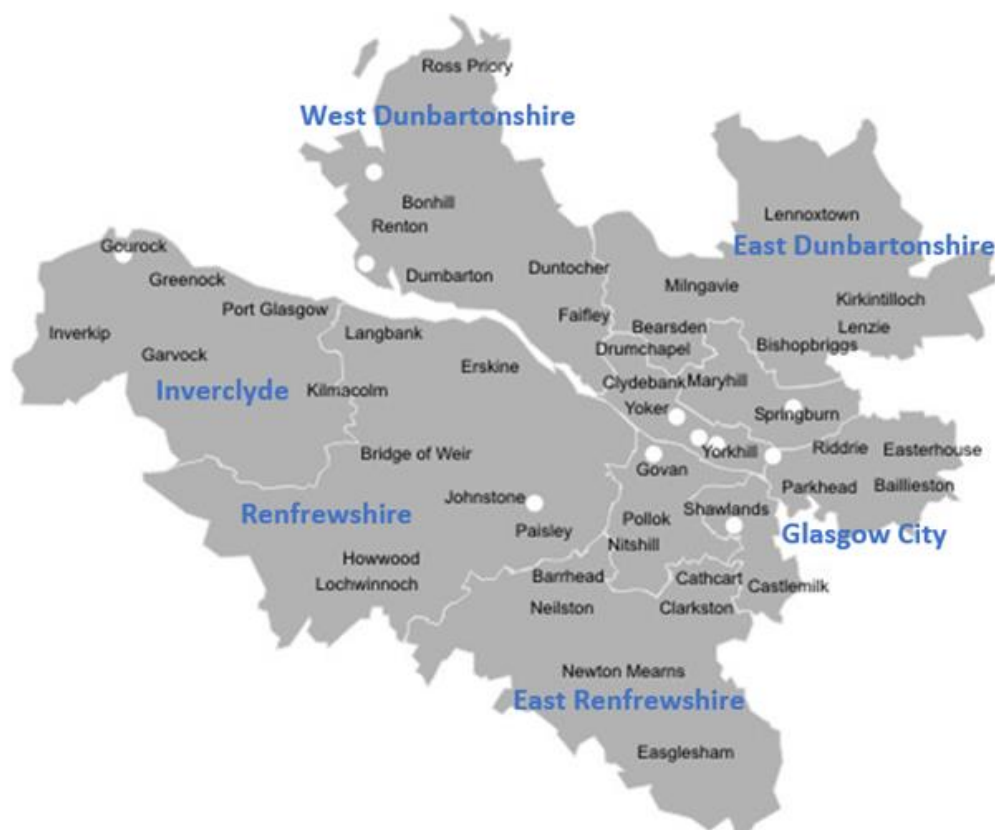 Ross Priory
West Dunbartonshire
Bonhill
Renton
Lennoxtown
East Dunbartonshire
Gourock
Greenock
Dumbarton
Duntocher
Milngavie
Kirkintilloch
Port Glasgow
Faifley
Lenzie
Inverkip
Langbank
Bearsden
Bishopbriggs
Garvock
Drumchapel
Erskine
Inverclyde
Kilmacolm
Clydebank
Maryhill
Yoker
Springburn
Bridge of Weir
Yorkhill
Riddrie
Easterhouse
Govan
Parkhead
Baillieston
Johnstone
Shawlands
Renfrewshire
Paisley
Pollok
Glasgow City
Nitshill
Howwood
Lochwinnoch
Barrhead
Cathcart
Castlemilk
Neilston
Clarkston
Newton Mearns
East Renfrewshire
Easglesham